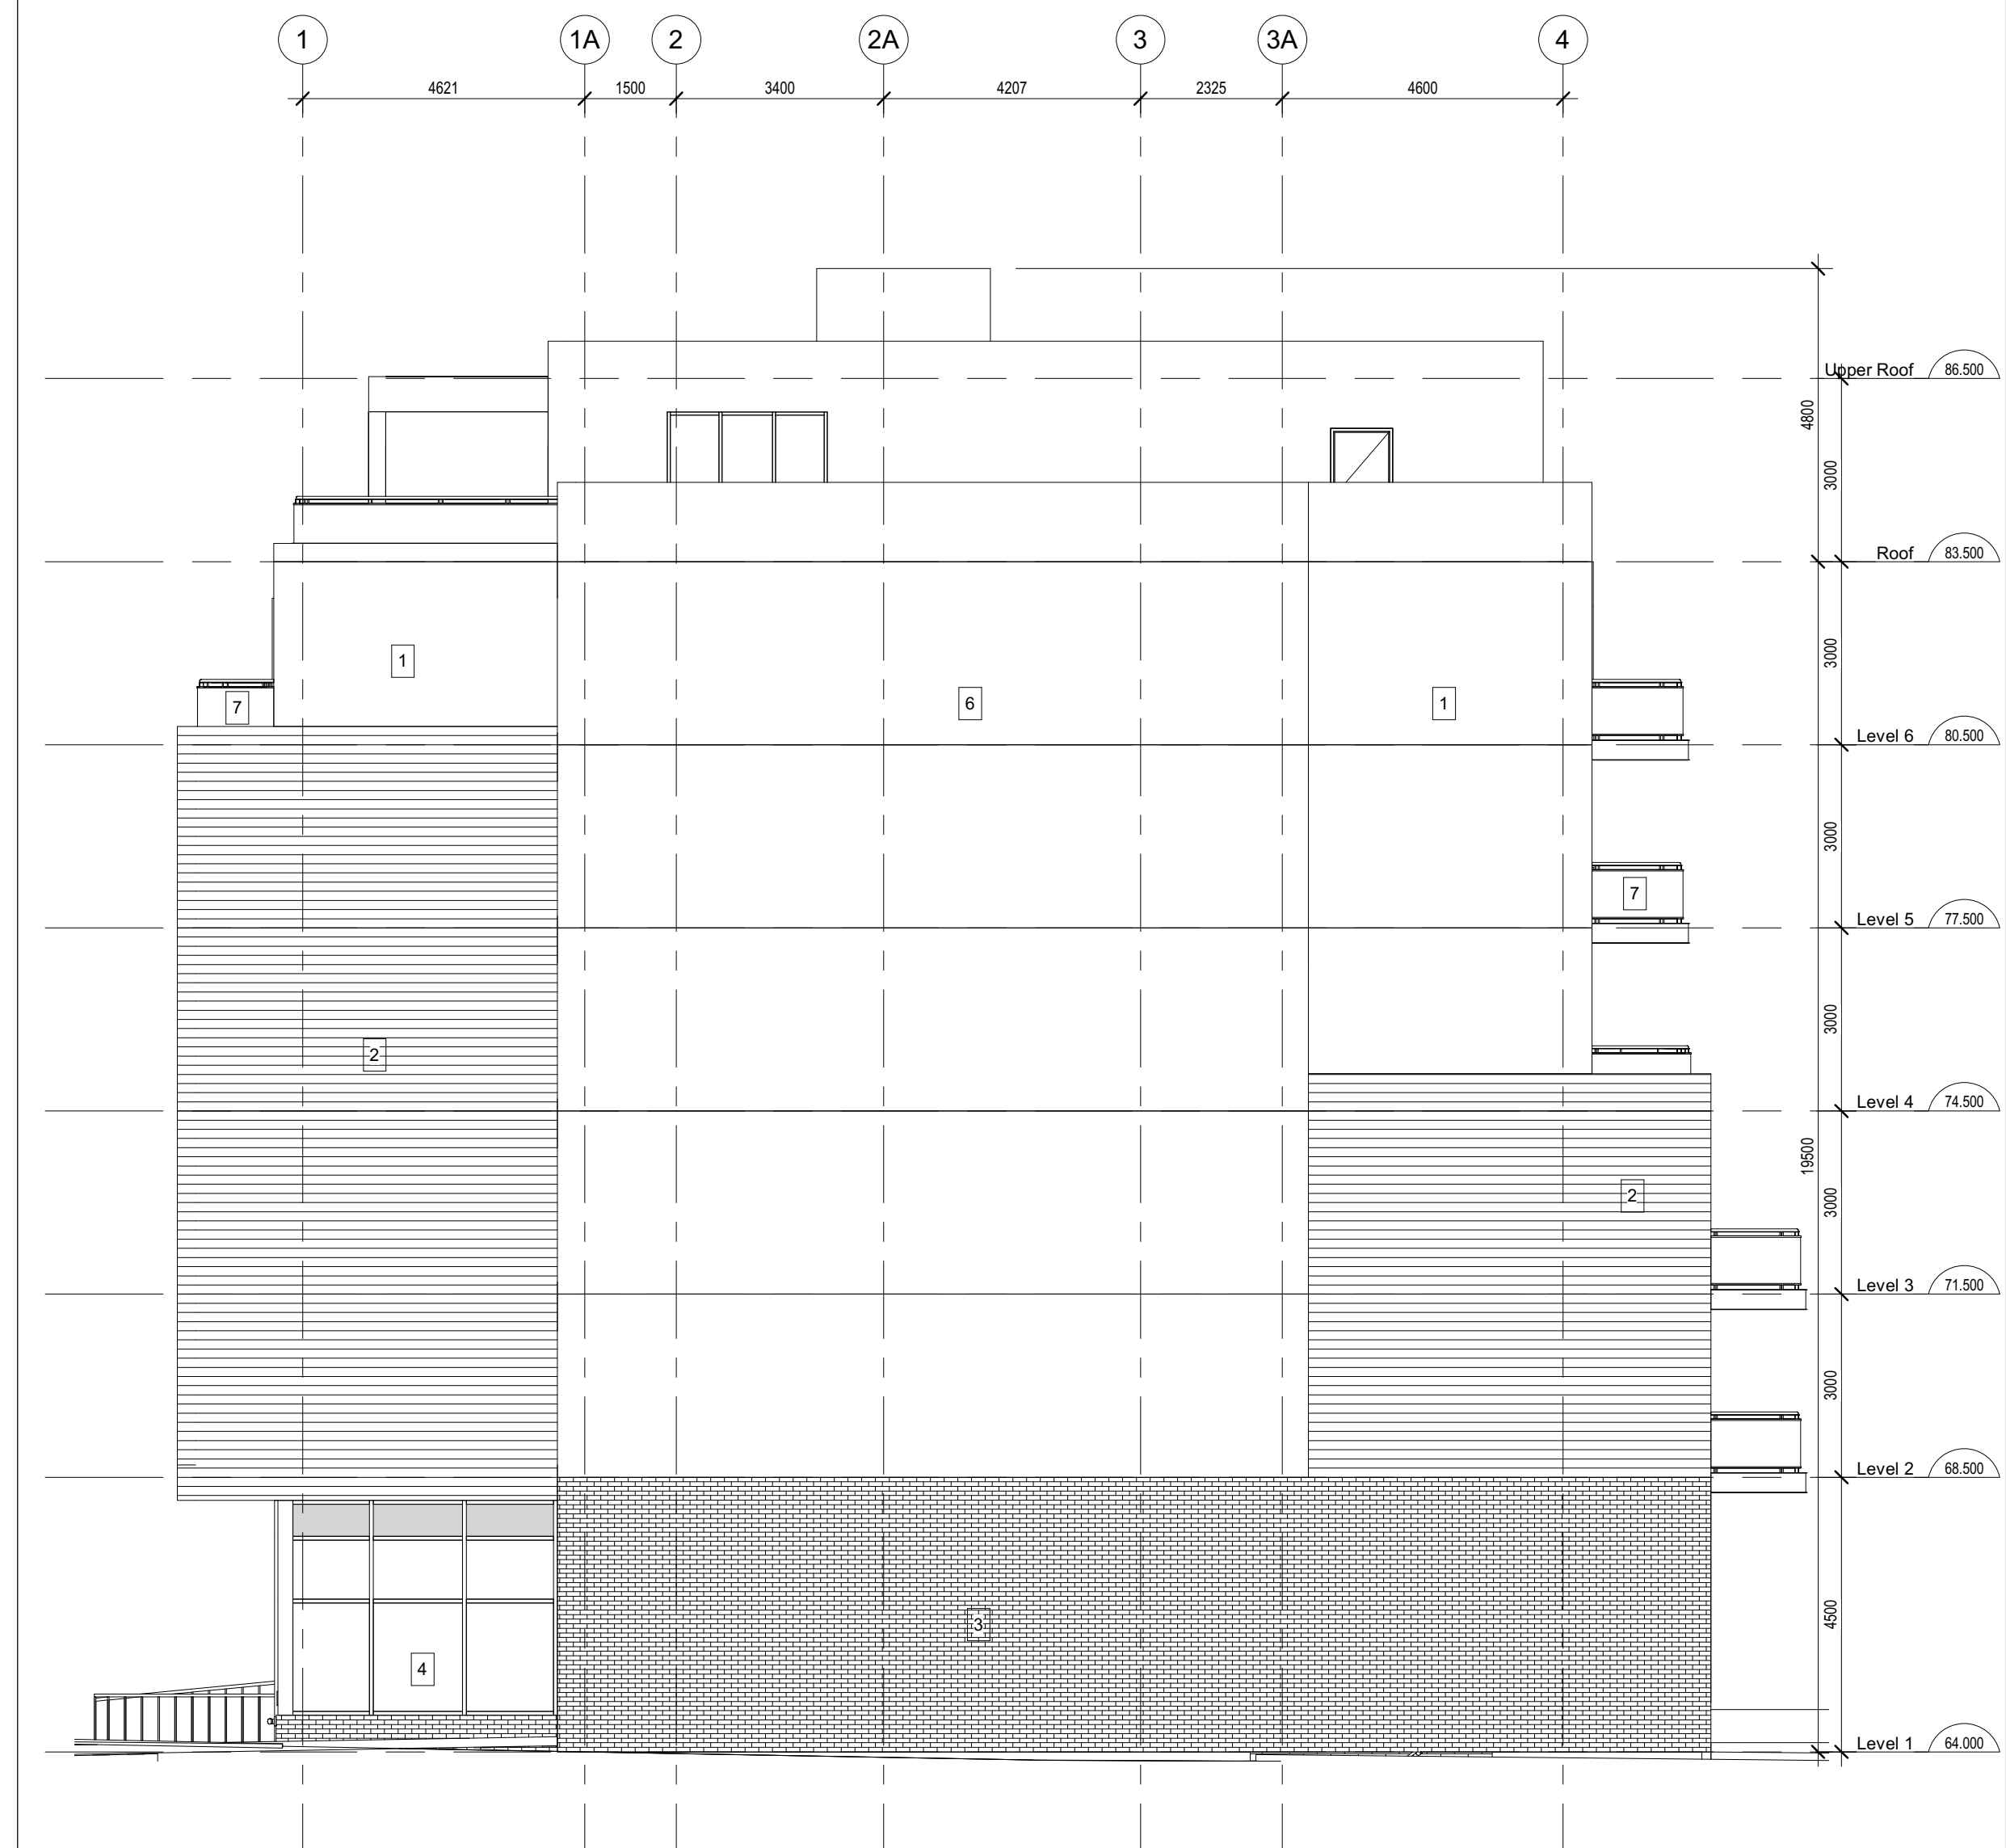 1 1A 2 2A 3 3A 4
4621 1500 3400 4207 2325 4600
Upper Roof 86.500
4800
3000
Roof 83.500
3000
1
7
6
1
Level 6 80.500
3000
7
Level 5 77.500
3000
2
Level 4 74.500
19500
3000
2
Level 3 71.500
3000
Level 2 68.500
4500
3
4
Level 1 64.000